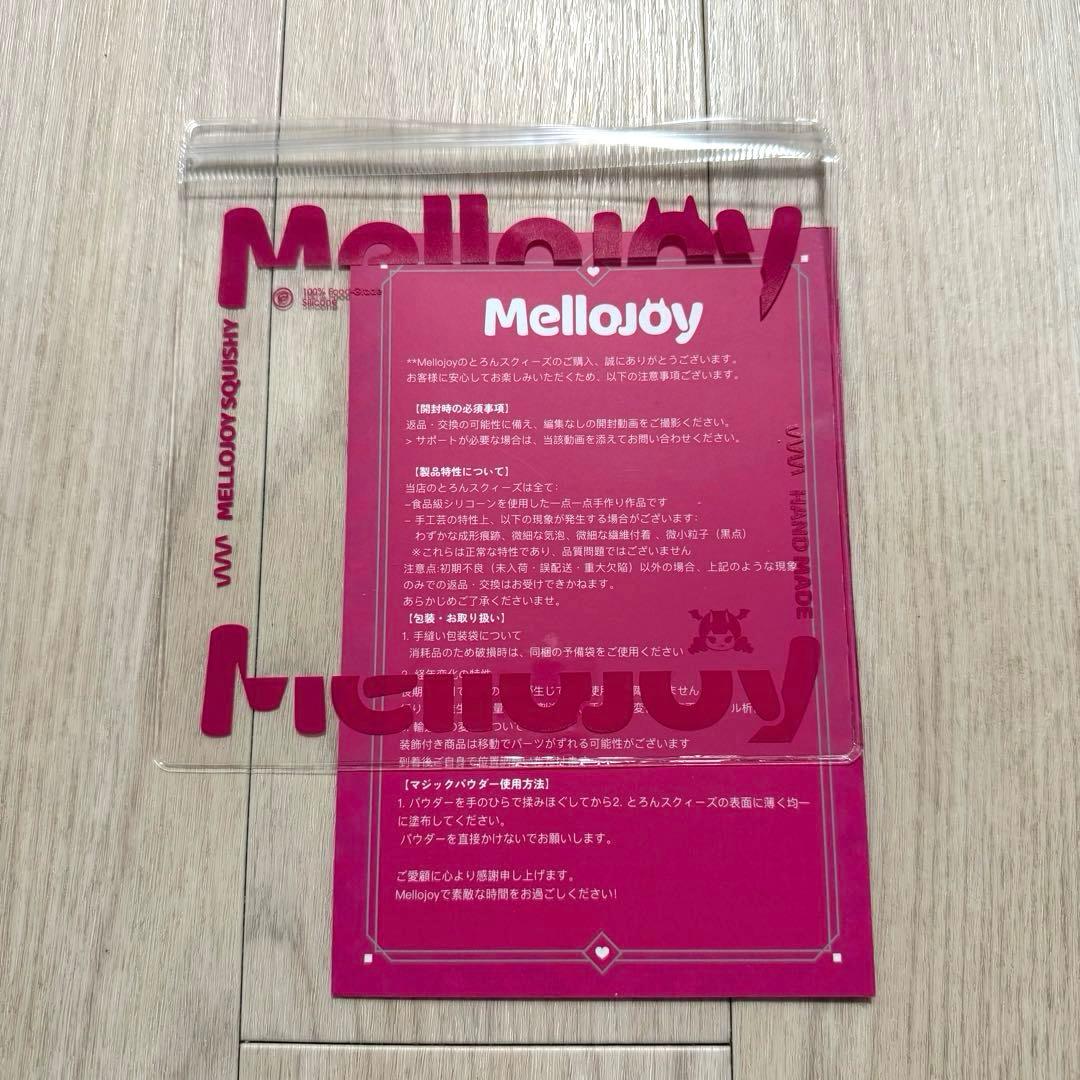 Mellojoy
100% Food-Grade
Silicone
MELLOJOY SQUISHY
HAND MADE
Mellojoy
**Mellojoyのとろんスクィーズのご購入、誠にありがとうございます。
お客様に安心してお楽しみいただくため、以下の注意事項ございます。
【開封時の必須事項】
返品・交換の可能性に備え、編集なしの開封動画をご撮影ください。
> サポートが必要な場合は、当該動画を添えてお問い合わせください。
【製品特性について】
当店のとろんスクィーズは全て:
–食品級シリコーンを使用した一点一点手作り作品です
– 手工芸の特性上、以下の現象が発生する場合がございます:
わずかな成形痕跡、微細な気泡、微細な繊維付着 、微小粒子（黒点）
※これらは正常な特性であり、品質問題ではございません
注意点:初期不良（未入荷・誤配送・重大欠陥）以外の場合、上記のような現象
のみでの返品・交換はお受けできかねます。
あらかじめご了承くださいませ。
【包装・お取り扱い】
1. 手縫い包装袋について
消耗品のため破損時は、同梱の予備袋をご使用ください
2. 経年変化の特性
装飾付き商品は移動でパーツがずれる可能性がございます
到着後ご自身で位置
【マジックパウダー使用方法】
1. パウダーを手のひらで揉みほぐしてから2. とろんスクィーズの表面に薄く均一
に塗布してください。
パウダーを直接かけないでお願いします。
ご愛顧に心より感謝申し上げます。
Mellojoyで素敵な時間をお過ごしください!
Mellojoy